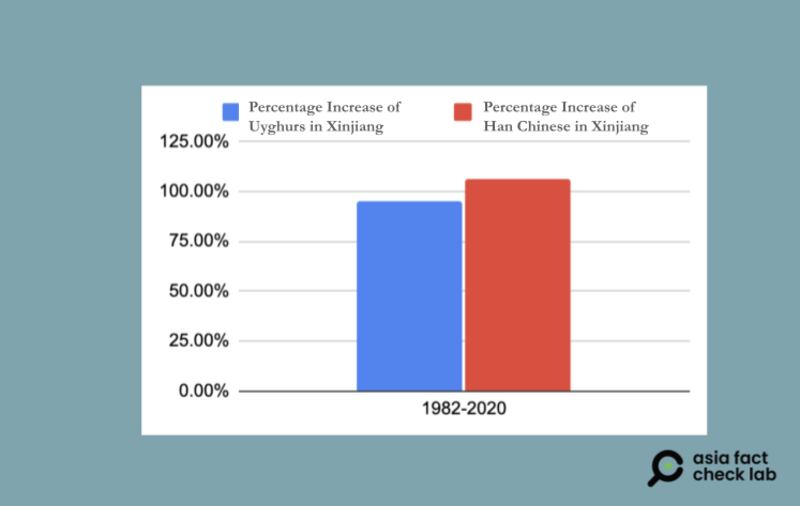 Percentage Increase of
Uyghurs in Xinjiang
Percentage Increase of
Han Chinese in Xinjiang
125.00%
100.00%
75.00%
50.00%
25.00%
0.00%
1982-2020
asia fact
check lab